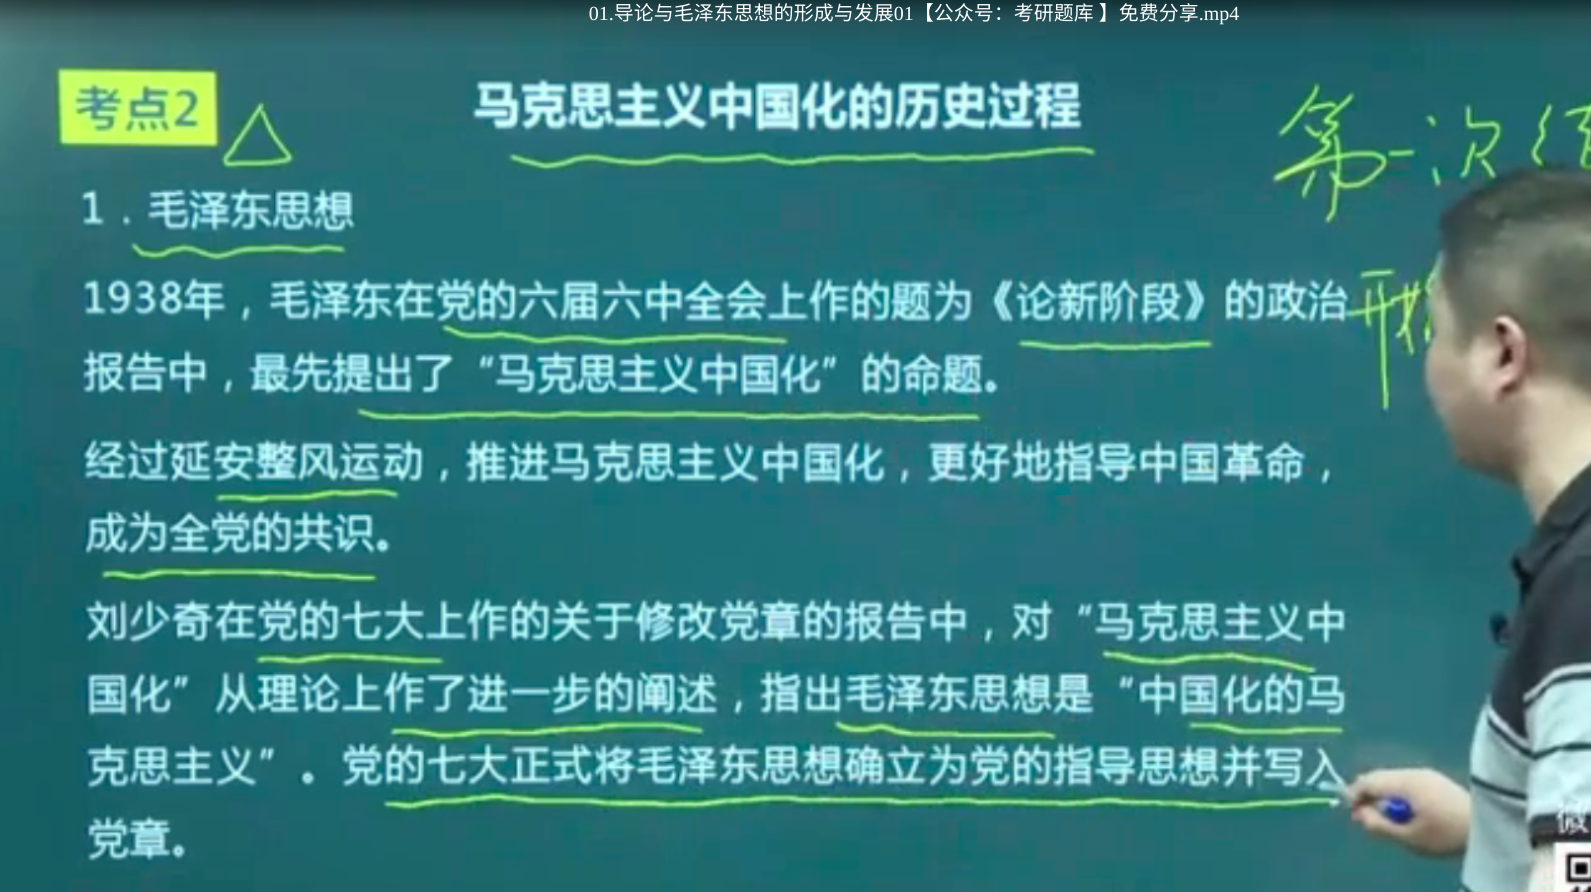 01.导论与毛泽东思想的形成与发展01【公众号：考研题库 】免费分享.mp4
考点2
马克思主义中国化的历史过程
第一次
1．毛泽东思想
1938年，毛泽东在党的六届六中全会上作的题为《论新阶段》的政治
开始
报告中，最先提出了“马克思主义中国化”的命题。
经过延安整风运动，推进马克思主义中国化，更好地指导中国革命，
成为全党的共识。
刘少奇在党的七大上作的关于修改党章的报告中，对“马克思主义中
国化”从理论上作了进一步的阐述，指出毛泽东思想是“中国化的马
克思主义”。党的七大正式将毛泽东思想确立为党的指导思想并写入
党章。
微